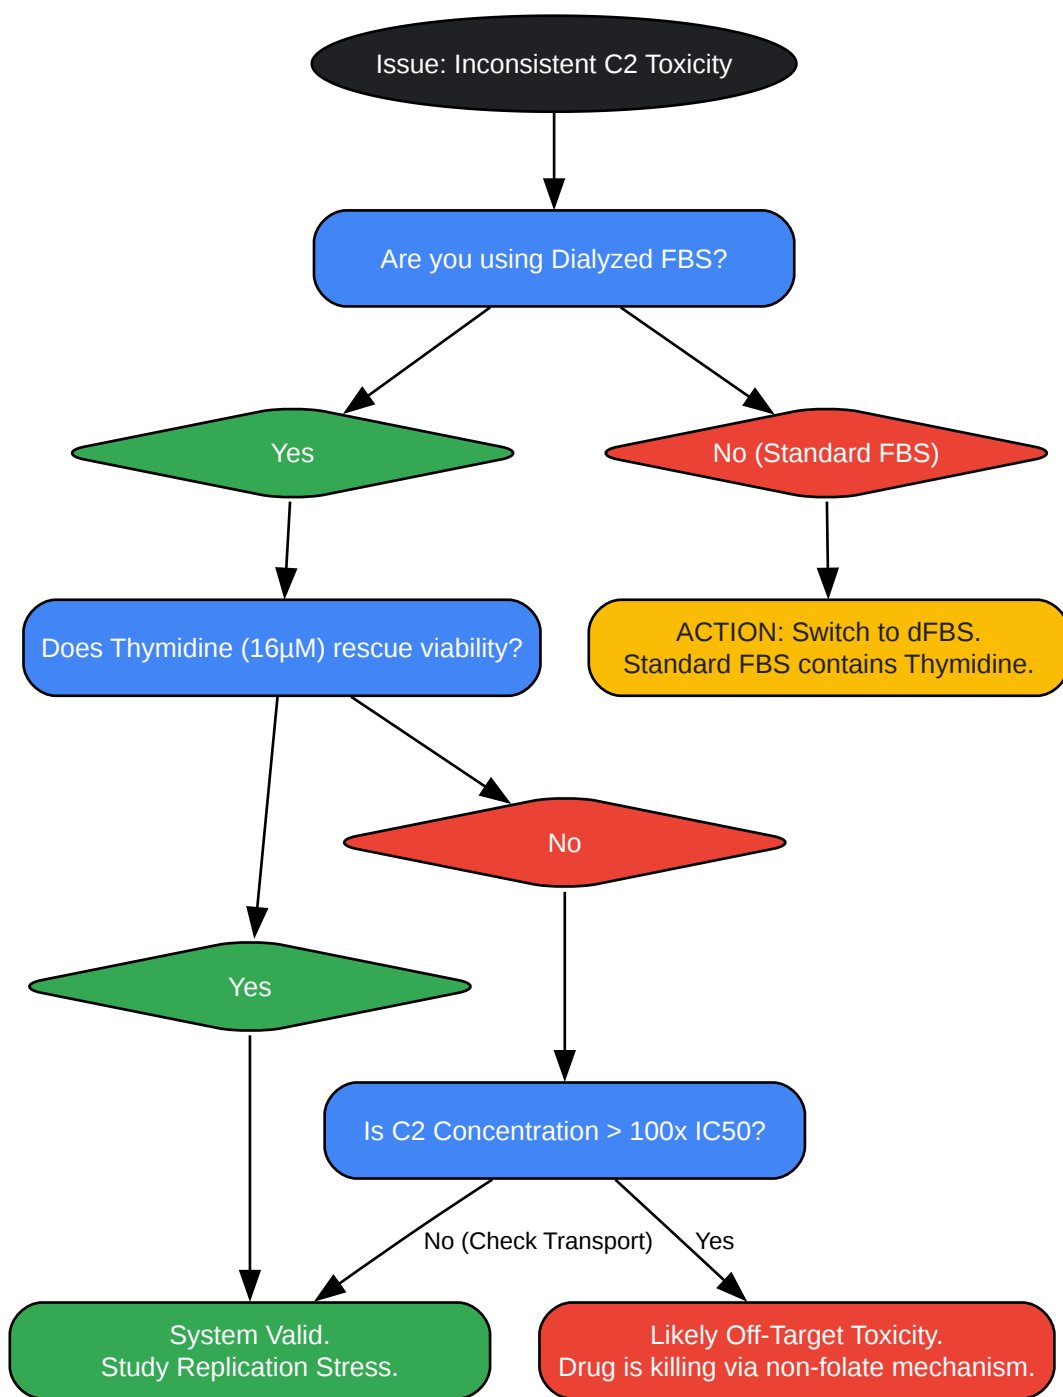 Issue: Inconsistent C2 Toxicity
Are you using Dialyzed FBS?
Yes
No (Standard FBS)
Does Thymidine (16µM) rescue viability?
ACTION: Switch to dFBS.
Standard FBS contains Thymidine.
No
Yes
Is C2 Concentration > 100x IC50?
No (Check Transport)
Yes
System Valid.
Study Replication Stress.
Likely Off-Target Toxicity.
Drug is killing via non-folate mechanism.